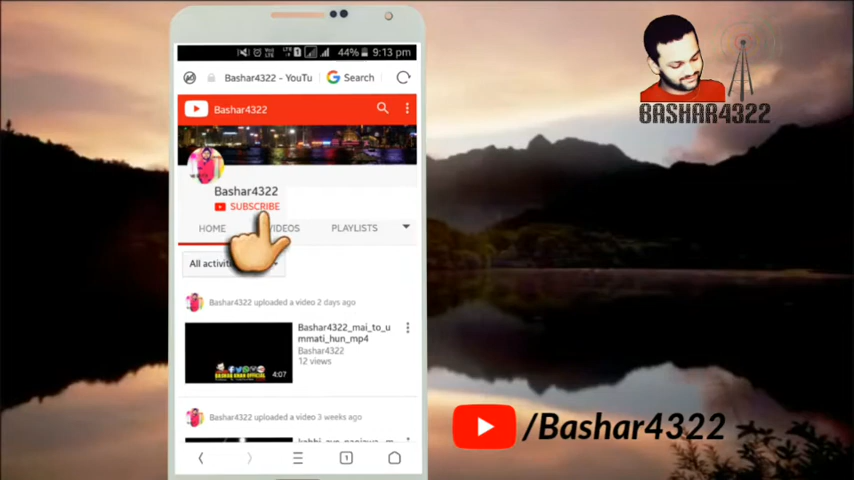 44% 9:13 pm
Bashar4322 - YouTu
Search
Bashar4322
Bashar4322
SUBSCRIBE
HOME
VIDEOS
PLAYLISTS
All activit
Bashar4322 uploaded a video 2 days ago
Bashar4322_mai_to_u
mmati_hun_mp4
Bashar4322
12 views
4:07
Bashar4322 uploaded a video 3 weeks ago
1
BASHAR4322
/Bashar4322